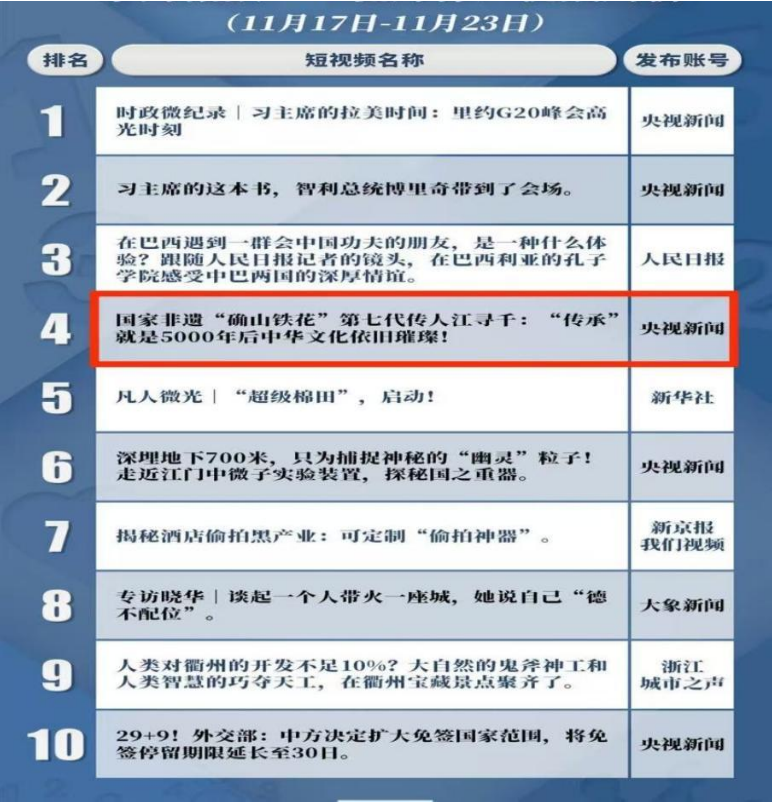 （11月17日-11月23日）
排名 短视频名称 发布账号
1 时政微纪录｜习主席的拉美时间：里约G20峰会高
光时刻 央视新闻
2 习主席的这本书，智利总统博里奇带到了会场。 央视新闻
3 在巴西遇到一群会中国功夫的朋友，是一种什么体
验？跟随人民日报记者的镜头，在巴西利亚的孔子
学院感受中巴两国的深厚情谊。 人民日报
4 国家非遗“确山铁花”第七代传人江寻千：“传承”
就是5000年后中华文化依旧璀璨！ 央视新闻
5 凡人微光｜“超级棉田”，启动！ 新华社
6 深埋地下700米，只为捕捉神秘的“幽灵”粒子！
走近江门中微子实验装置，探秘国之重器。 央视新闻
7 揭秘酒店偷拍黑产业：可定制“偷拍神器”。 新京报
我们视频
8 专访晓华｜谈起一个人带火一座城，她说自己“德
不配位”。 大象新闻
9 人类对衢州的开发不足10%？大自然的鬼斧神工和
人类智慧的巧夺天工，在衢州宝藏景点聚齐了。 浙江
城市之声
10 29+9！外交部：中方决定扩大免签国家范围，将免
签停留期限延长至30日。 央视新闻